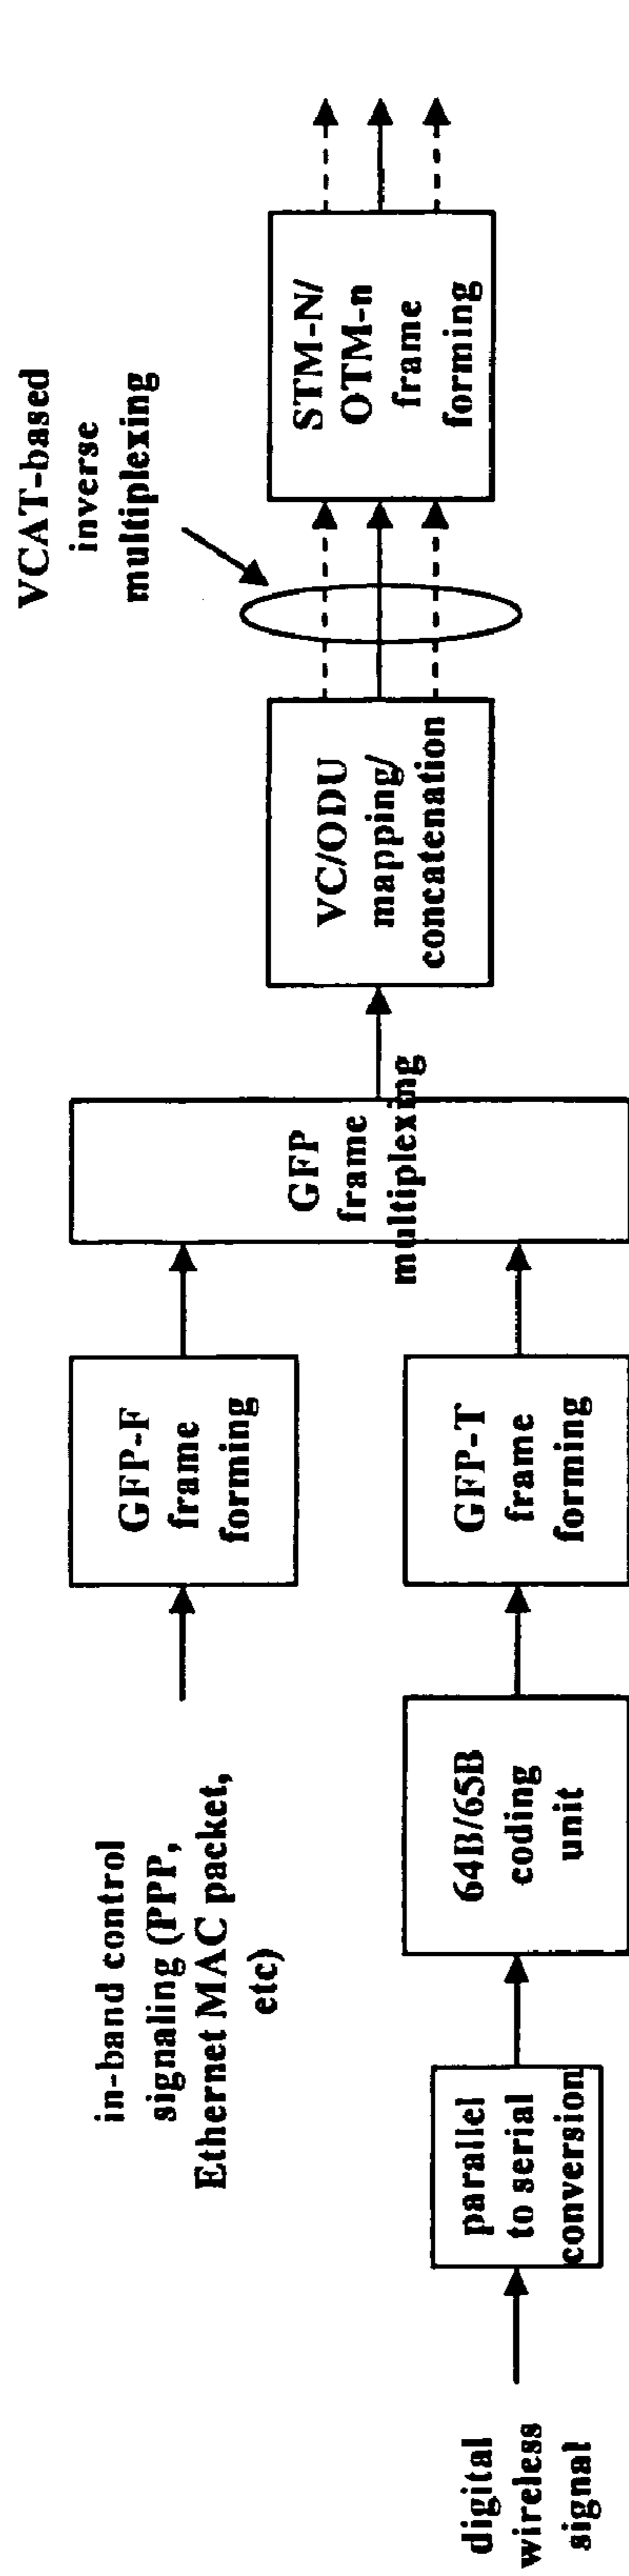 in-band control
signaling (PPP,
Ethernet MAC packet,
etc)
GFP-F
frame
forming
digital
wireless
signal
parallel
to serial
conversion
64B/65B
coding
unit
GFP-T
frame
forming
GFP
frame
multiplexing
VC/ODU
mapping/
concatenation
VCAT-based
inverse
multiplexing
STM-N/
OTM-n
frame
forming